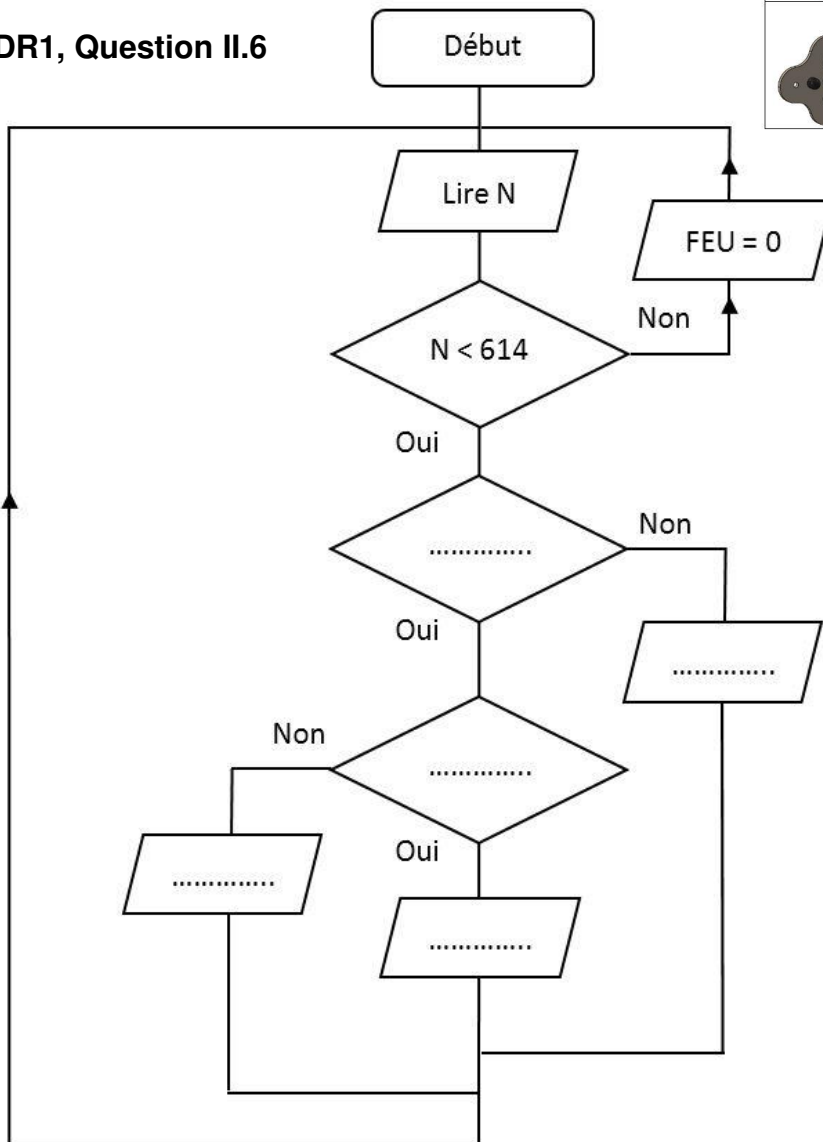 DR1, Question II.6
Début
Lire N
FEU = 0
Non
N < 614
Oui
Non
..............
Oui
..............
Non
..............
Oui
..............
..............